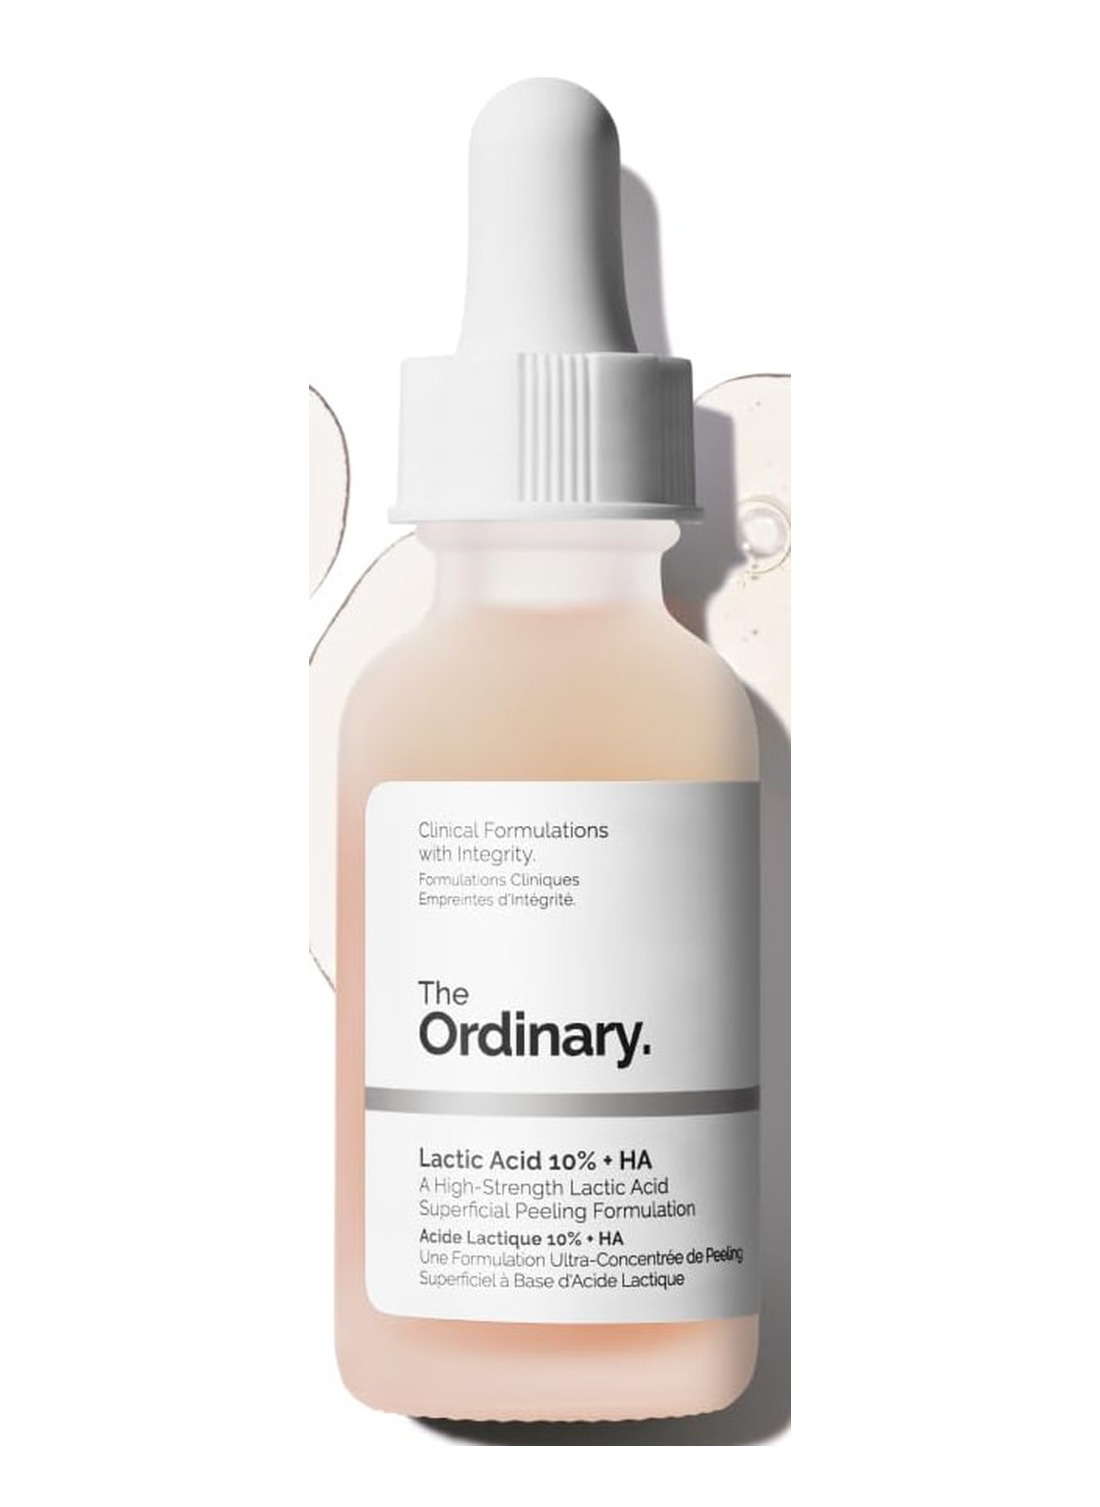 Clinical Formulations
with Integrity.
Formulations Cliniques
Empreintes d'Intégrité.
The
Ordinary.
Lactic Acid 10% + HA
A High-Strength Lactic Acid
Superficial Peeling Formulation
Acide Lactique 10% + HA
Une Formulation Ultra-Concentrée de Peeling
Superficiel à Base d'Acide Lactique